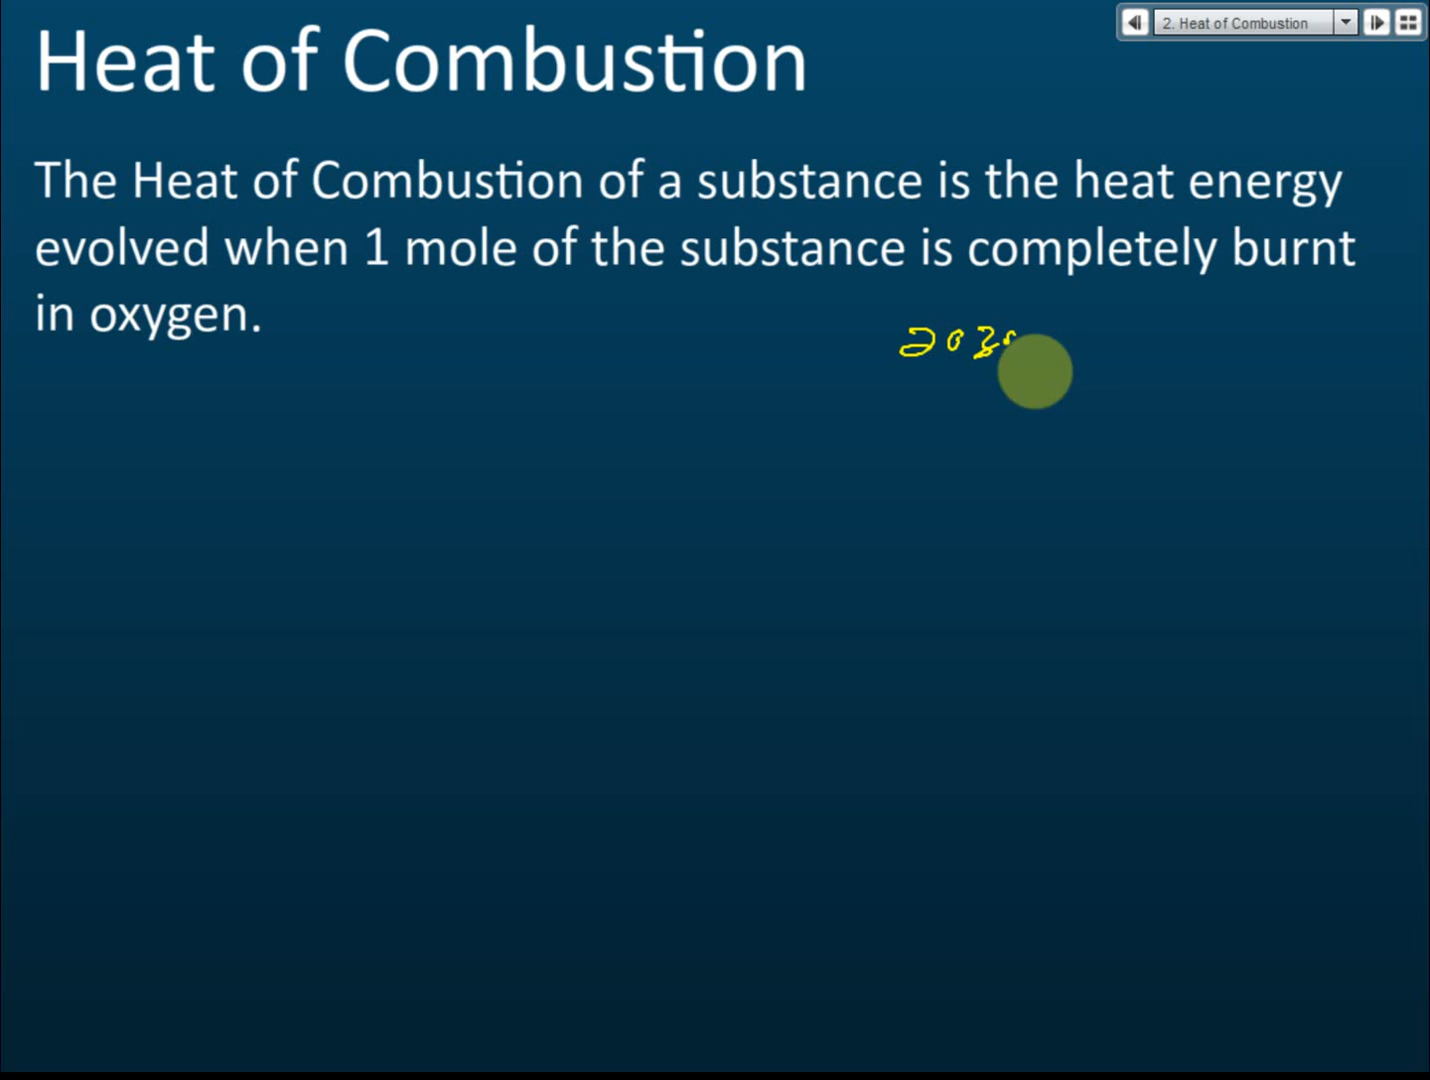 2. Heat of Combustion
Heat of Combustion
The Heat of Combustion of a substance is the heat energy
evolved when 1 mole of the substance is completely burnt
in oxygen.